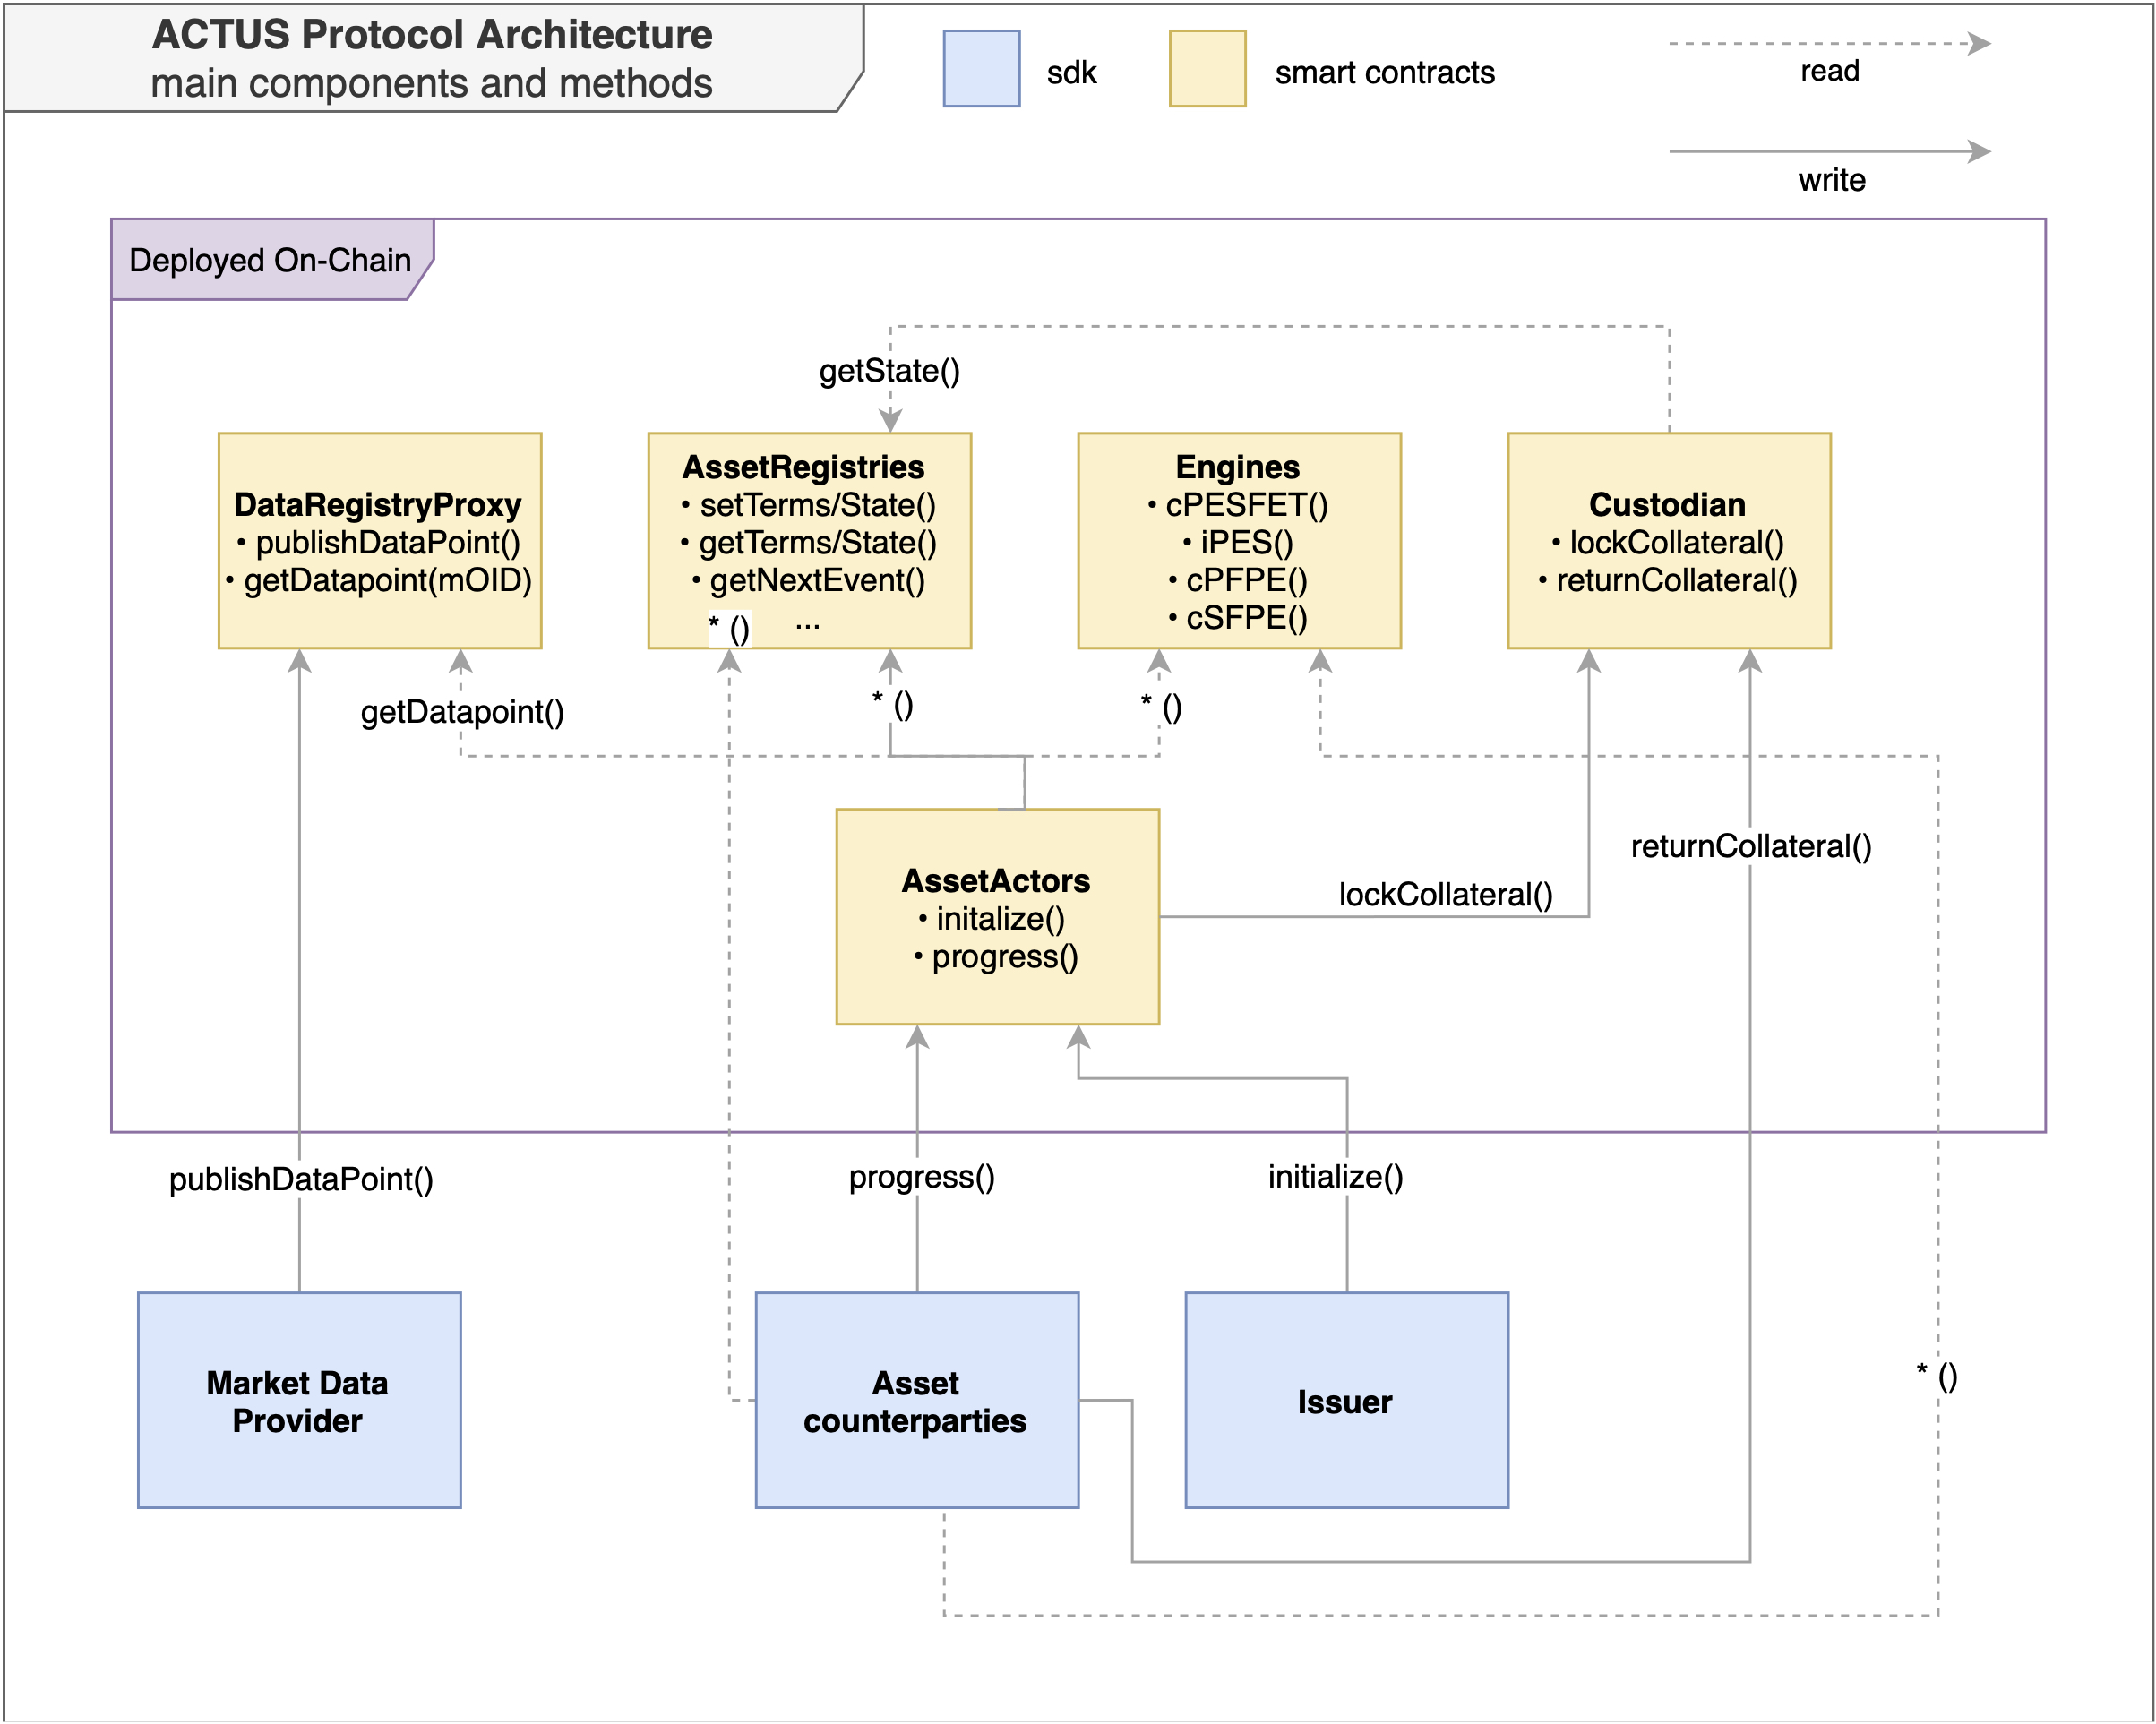 ACTUS Protocol Architecture
main components and methods
sdk
smart contracts
read
write
Deployed On-Chain
getState()
DataRegistryProxy
• publishDataPoint()
• getDatapoint(mOID)
AssetRegistries
• setTerms/State()
• getTerms/State()
• getNextEvent()
* ()
...
Engines
• cPESFET()
• iPES()
• cPFPE()
• cSFPE()
Custodian
• lockCollateral()
• returnCollateral()
getDatapoint()
* ()
* ()
returnCollateral()
AssetActors
• initalize()
• progress()
lockCollateral()
publishDataPoint()
progress()
initialize()
Market Data
Provider
Asset
counterparties
Issuer
* ()